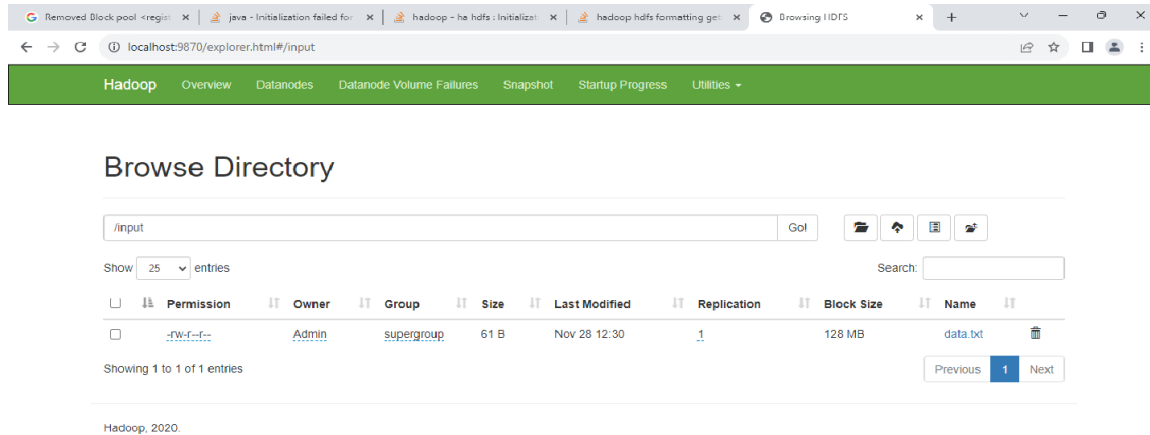 Removed Block pool <regist
java - Initialization failed for
hadoop - ha hdfs : Initializati
hadoop hdfs formatting get
Browsing HDFS
localhost:9870/explorer.html#/input
Hadoop Overview Datanodes Datanode Volume Failures Snapshot Startup Progress Utilities
Browse Directory
/input Go!
Show 25 entries Search:
Permission Owner Group Size Last Modified Replication Block Size Name
-rw-r--r-- Admin supergroup 61 B Nov 28 12:30 1 128 MB data.txt
Showing 1 to 1 of 1 entries Previous 1 Next
Hadoop, 2020.